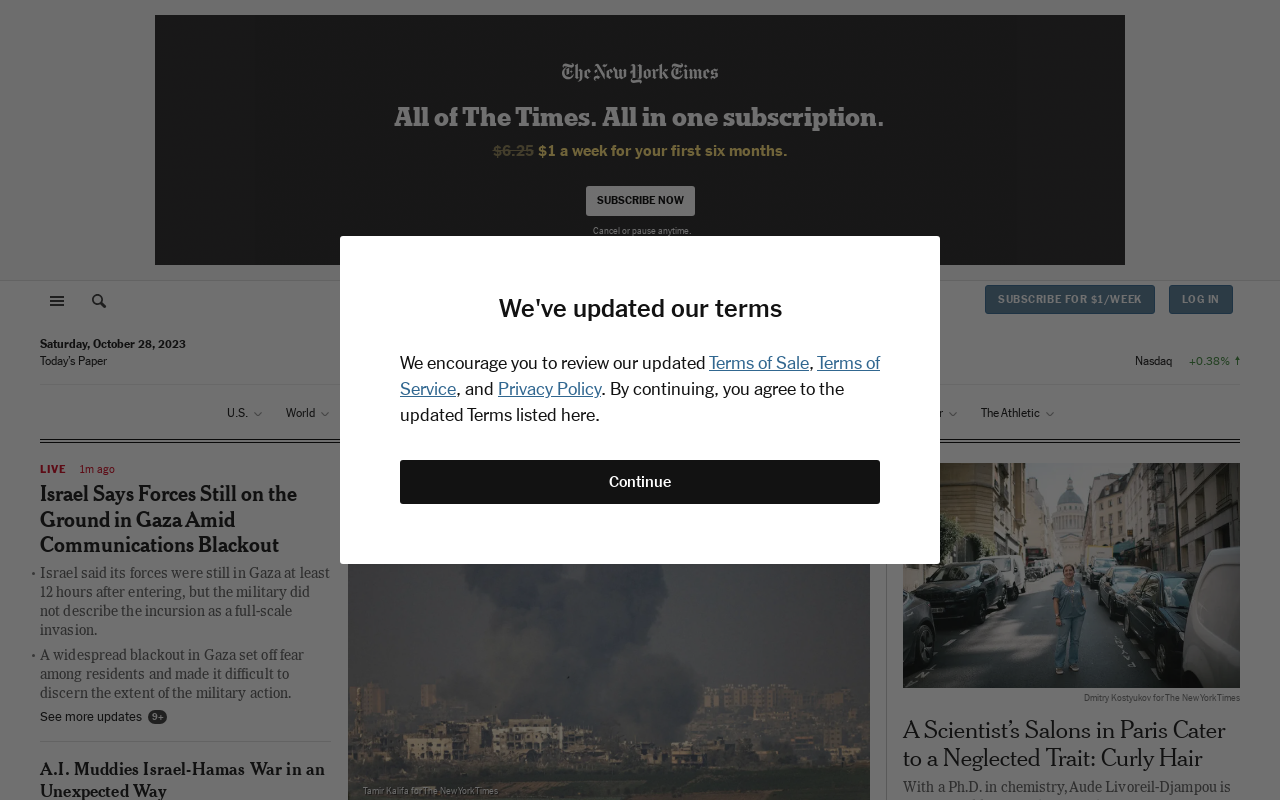 The New York Times
All of The Times. All in one subscription.
$6.25 $1 a week for your first six months.
SUBSCRIBE NOW
Cancel or pause anytime.
SUBSCRIBE FOR $1/WEEK
LOG IN
Saturday, October 28, 2023
Today's Paper
Nasdaq +0.38% ↑
U.S.
World
r
The Athletic
We've updated our terms
We encourage you to review our updated Terms of Sale, Terms of
Service, and Privacy Policy. By continuing, you agree to the
updated Terms listed here.
Continue
LIVE 1m ago
Israel Says Forces Still on the
Ground in Gaza Amid
Communications Blackout
• Israel said its forces were still in Gaza at least
12 hours after entering, but the military did
not describe the incursion as a full-scale
invasion.
• A widespread blackout in Gaza set off fear
among residents and made it difficult to
discern the extent of the military action.
See more updates 9+
A.I. Muddies Israel-Hamas War in an
Unexpected Way
Tamir Kalifa for The New York Times
Dmitry Kostyukov for The New York Times
A Scientist's Salons in Paris Cater
to a Neglected Trait: Curly Hair
With a Ph.D. in chemistry, Aude Livoreil-Djampou is